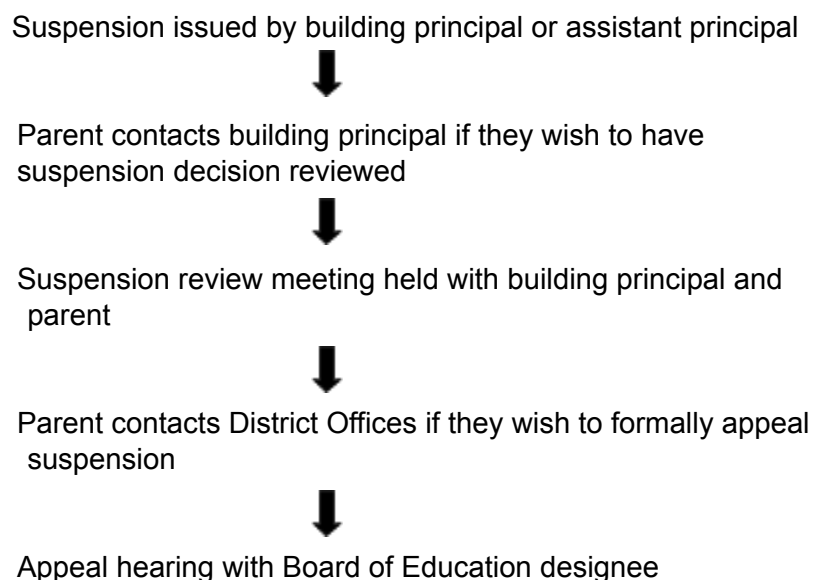 Suspension issued by building principal or assistant principal
Parent contacts building principal if they wish to have
suspension decision reviewed
Suspension review meeting held with building principal and
parent
Parent contacts District Offices if they wish to formally appeal
suspension
Appeal hearing with Board of Education designee